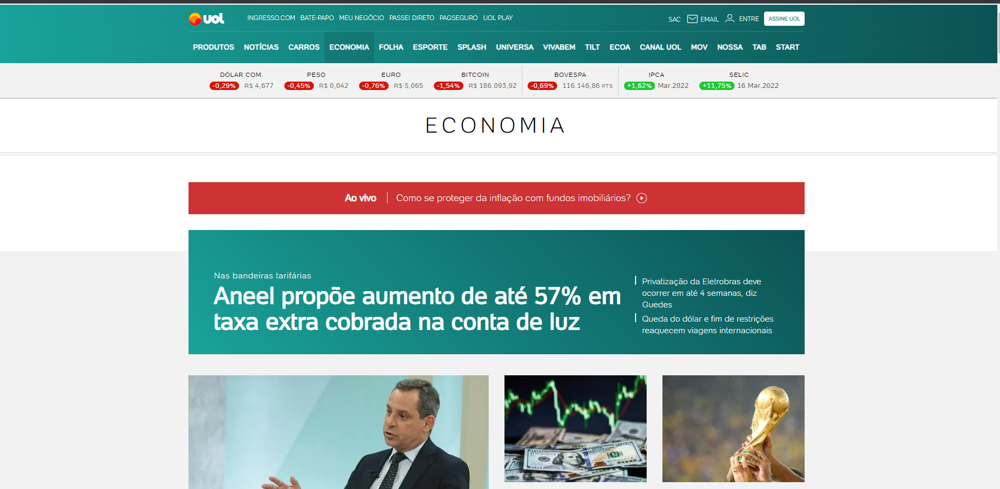 uol
INGRESSO.COM BATE-PAPO MEU NEGÓCIO PASSEI DIRETO PAGSEGURO UOL PLAY
SAC EMAIL ENTRE ASSINE UOL
PRODUTOS NOTÍCIAS CARROS ECONOMIA FOLHA ESPORTE SPLASH UNIVERSA VIVABEM TILT ECOA CANAL UOL MOV NOSSA TAB START
DÓLAR COM. PESO EURO BITCOIN BOVESPA IPCA SELIC
-0,29% R$ 4,677 -0,45% R$ 0,042 -0,76% R$ 5,065 -1,54% R$ 186.093,92 -0,69% 116.146,86 PTS +1,62% Mar.2022 +11,75% 16.Mar.2022
ECONOMIA
Ao vivo Como se proteger da inflação com fundos imobiliários?
Nas bandeiras tarifárias
Aneel propõe aumento de até 57% em
taxa extra cobrada na conta de luz
Privatização da Eletrobras deve
ocorrer em até 4 semanas, diz
Guedes
Queda do dólar e fim de restrições
reaquecem viagens internacionais